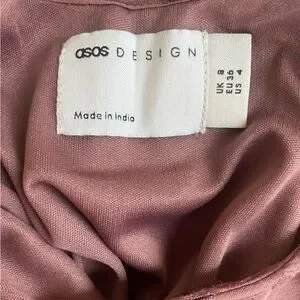 asos DESIGN
Made in India
UK 8
EU 36
US 4